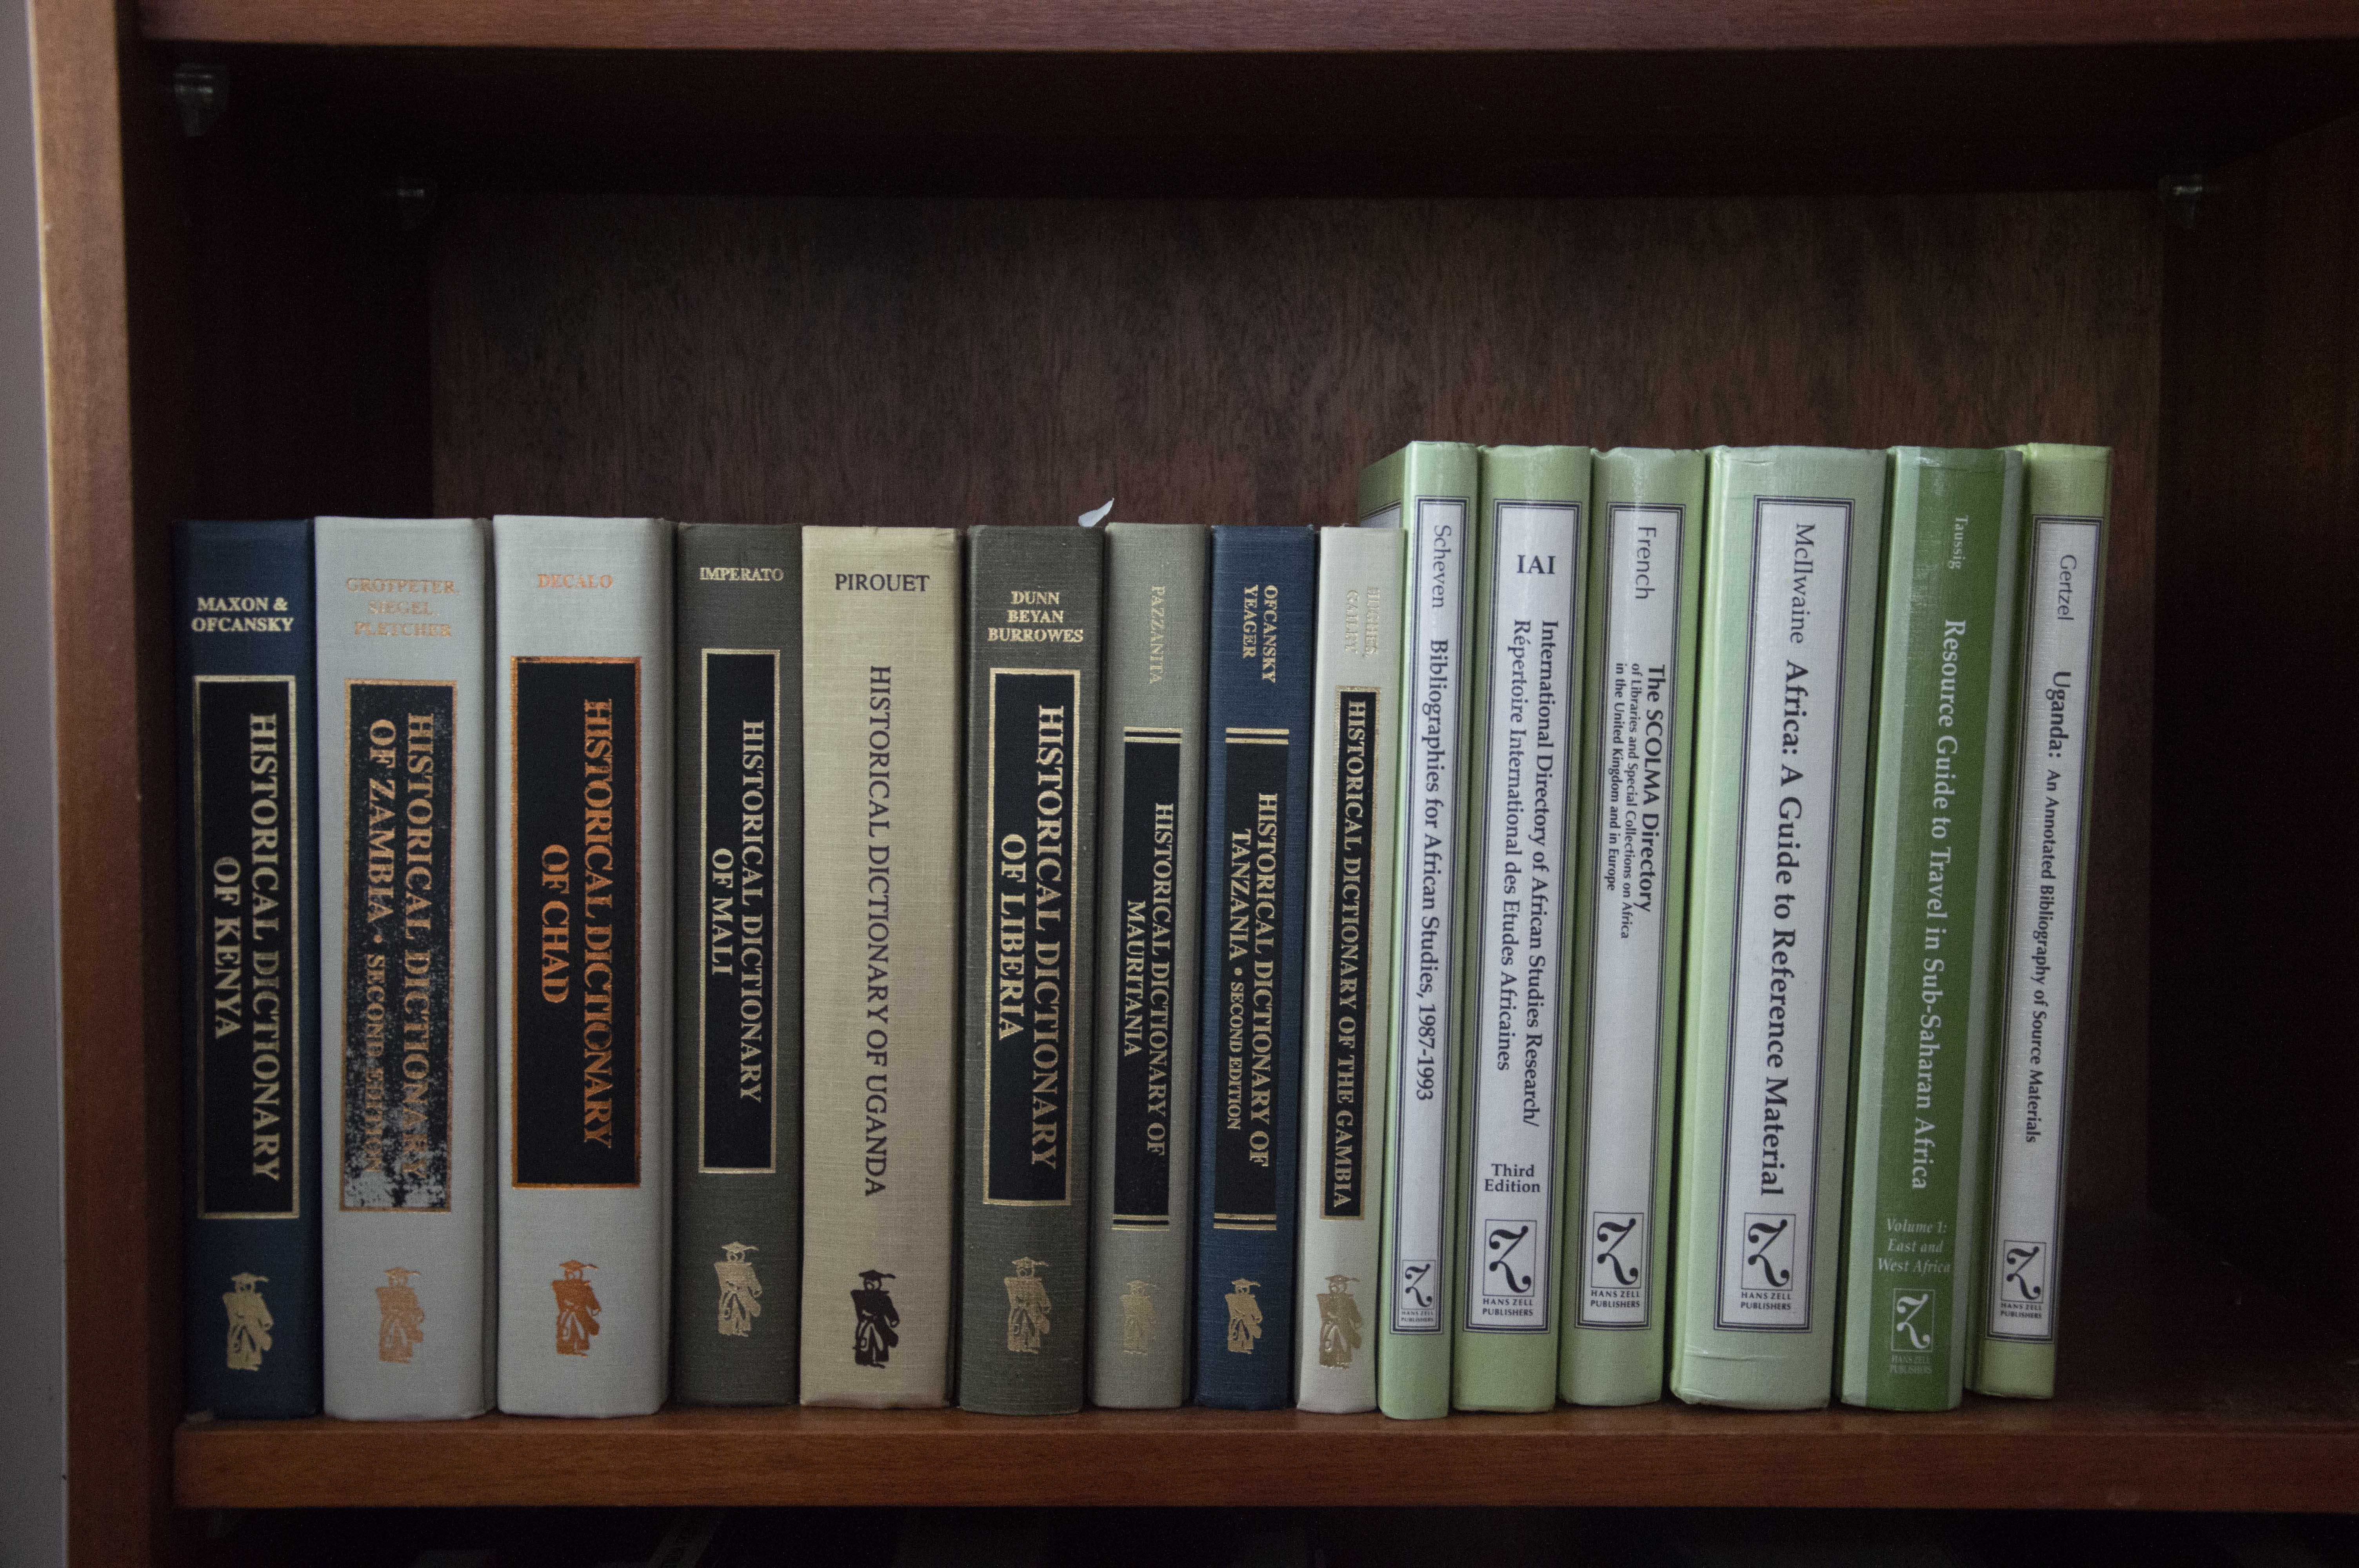 MAXON &
OFCANSKY
HISTORICAL DICTIONARY
OF KENYA
GROTPETER,
SIEGEL,
PLETCHER
HISTORICAL DICTIONARY
OF ZAMBIA • SECOND EDITION
DECALO
HISTORICAL DICTIONARY
OF CHAD
IMPERATO
HISTORICAL DICTIONARY
OF MALI
PIROUET
HISTORICAL DICTIONARY OF UGANDA
DUNN
BEYAN
BURROWES
HISTORICAL DICTIONARY
OF LIBERIA
PAZZANITA
HISTORICAL DICTIONARY OF
MAURITANIA
OFCANSKY
YEAGER
HISTORICAL DICTIONARY OF
TANZANIA • SECOND EDITION
HUGHES,
GAILEY
HISTORICAL DICTIONARY OF THE GAMBIA
Scheven
Bibliographies for African Studies, 1987-1993
HANS ZELL
PUBLISHERS
IAI
International Directory of African Studies Research/
Répertoire International des Etudes Africaines
Third
Edition
HANS ZELL
PUBLISHERS
French
The SCOLMA Directory
of Libraries and Special Collections on Africa
in the United Kingdom and in Europe
HANS ZELL
PUBLISHERS
McIlwaine
Africa: A Guide to Reference Material
HANS ZELL
PUBLISHERS
Taussig
Resource Guide to Travel in Sub-Saharan Africa
Volume 1:
East and
West Africa
HANS ZELL
PUBLISHERS
Gertzel
Uganda: An Annotated Bibliography of Source Materials
HANS ZELL
PUBLISHERS